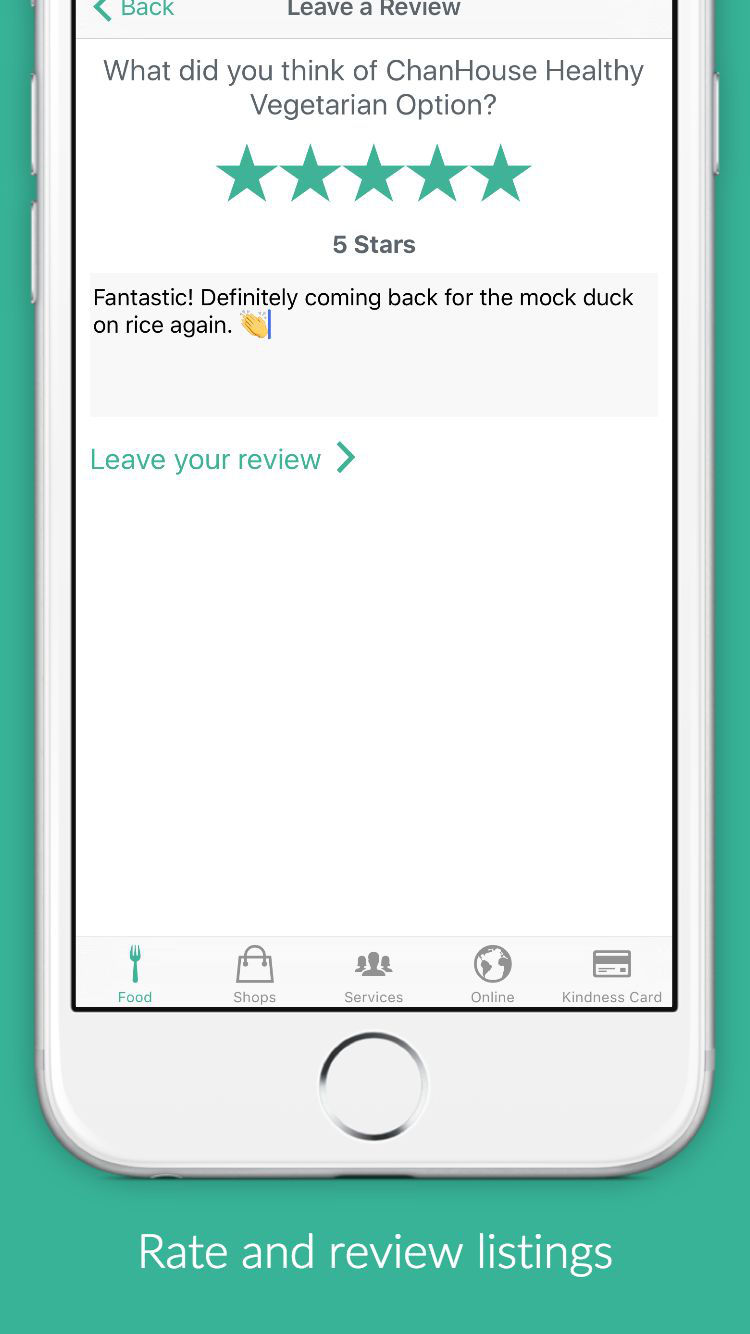 Back
Leave a Review
What did you think of ChanHouse Healthy
Vegetarian Option?
5 Stars
Fantastic! Definitely coming back for the mock duck
on rice again. 👏
Leave your review
Food
Shops
Services
Online
Kindness Card
Rate and review listings